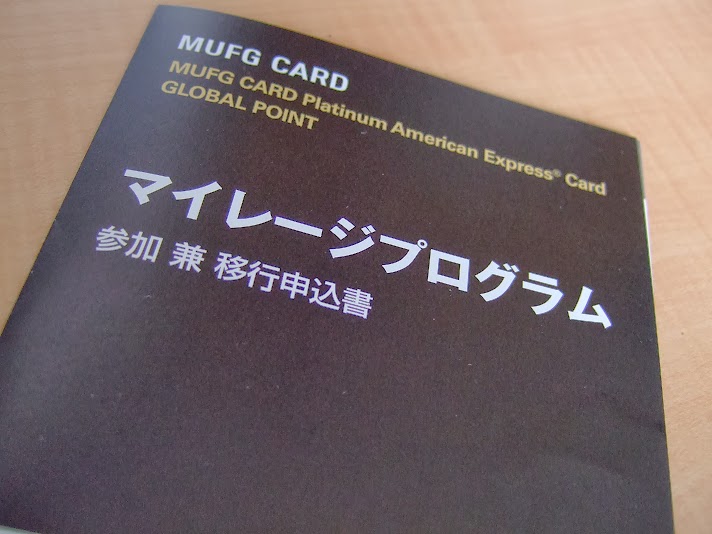 MUFG CARD
MUFG CARD Platinum American Express® Card
GLOBAL POINT
マイレージプログラム
参加 兼 移行申込書